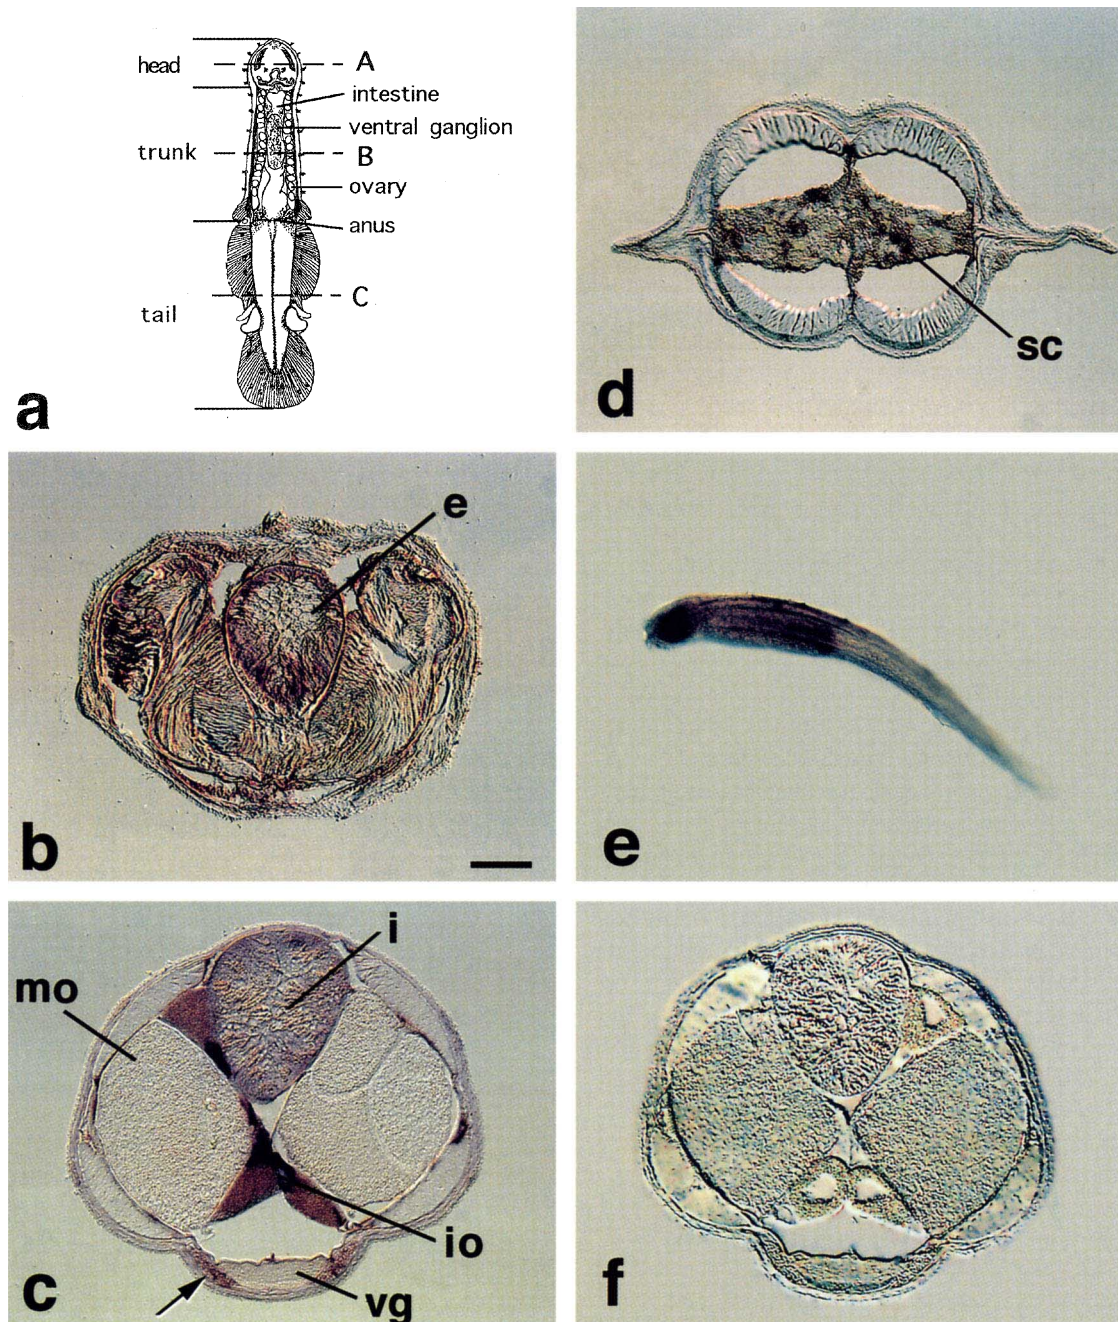 head
A
intestine
ventral ganglion
trunk
B
ovary
anus
C
tail
a
sc
d
e
b
e
i
mo
io
vg
c
f